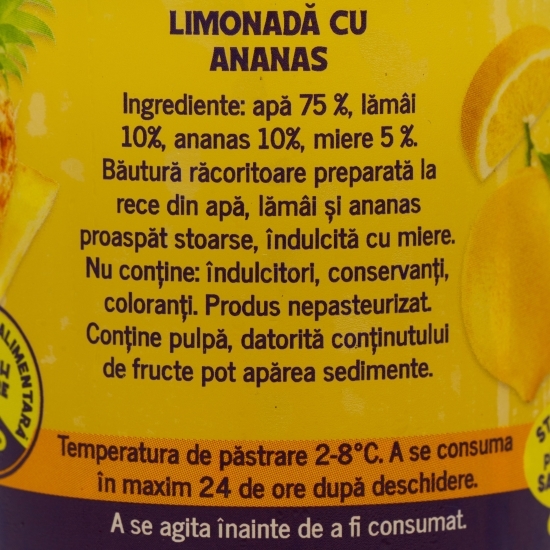 LIMONADĂ CU
ANANAS
Ingrediente: apă 75 %, lămâi
10%, ananas 10%, miere 5 %.
Băutură răcoritoare preparată la
rece din apă, lămâi și ananas
proaspăt stoarse, îndulcită cu miere.
Nu conține: îndulcitori, conservanți,
coloranți. Produs nepasteurizat.
Conține pulpă, datorită conținutului
de fructe pot apărea sedimente.
ALIMENTARĂ
Temperatura de păstrare 2-8°C. A se consuma
în maxim 24 de ore după deschidere.
A se agita înainte de a fi consumat.